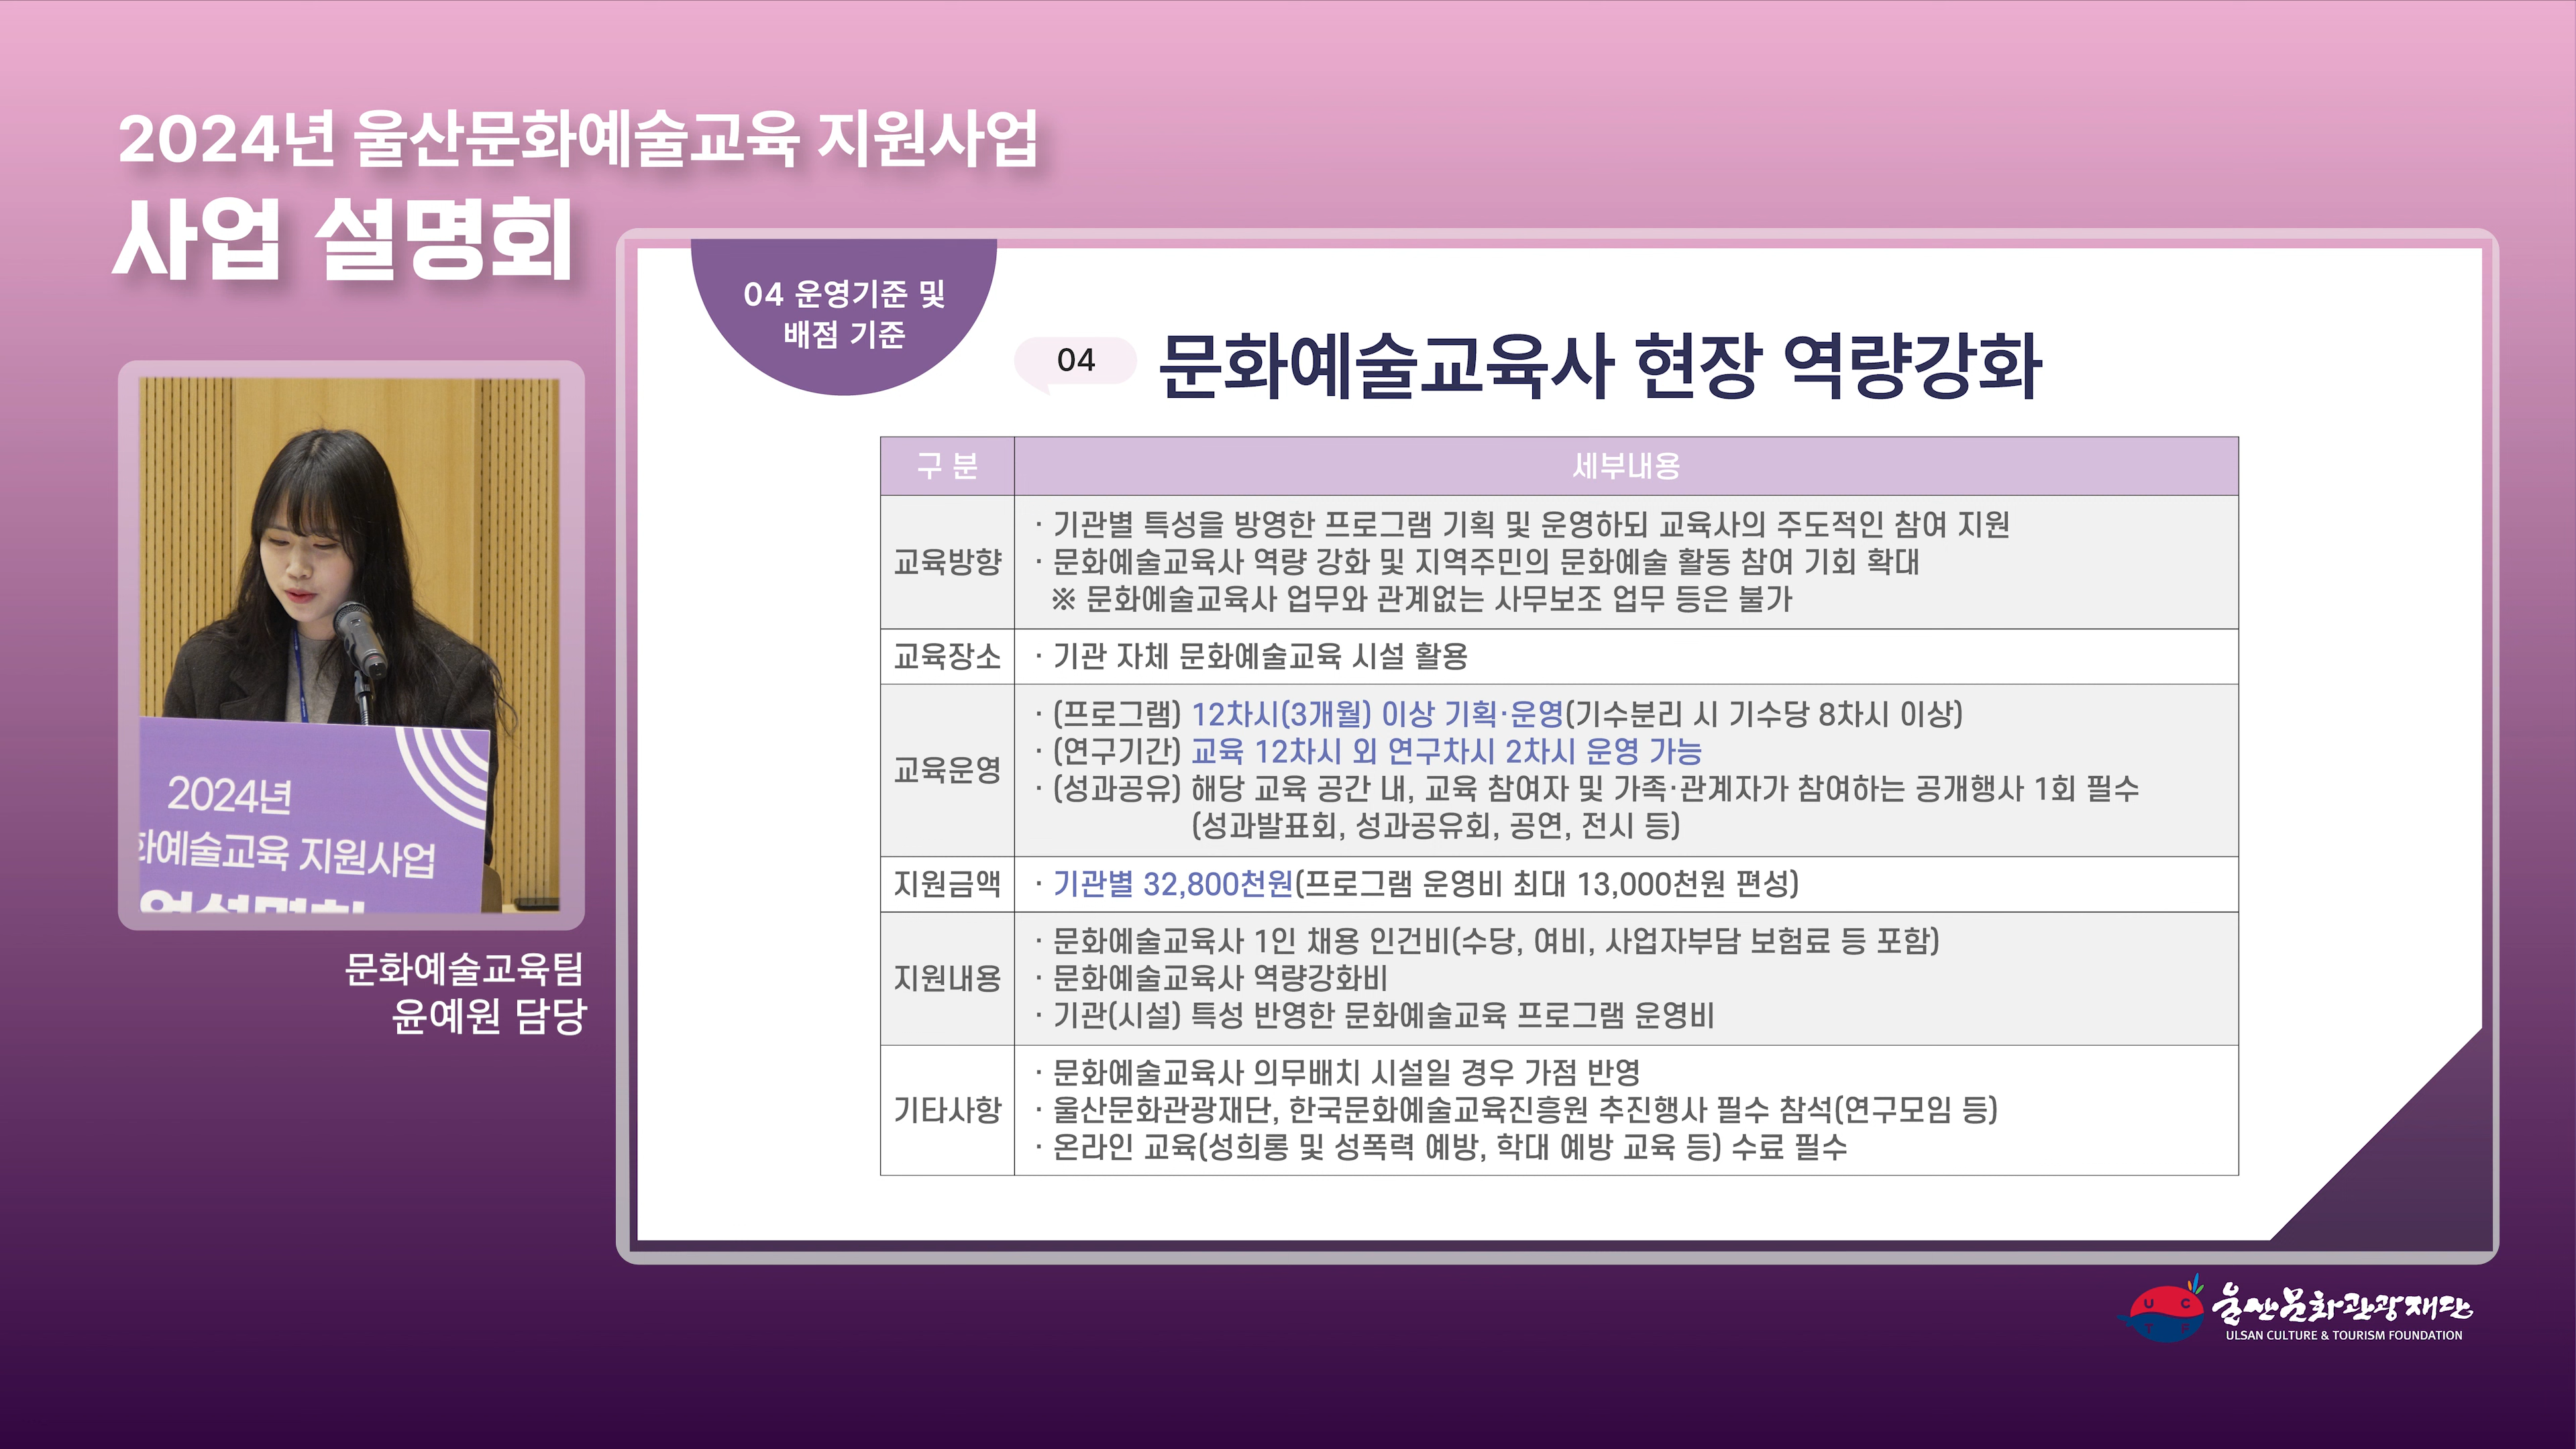 2024년 울산문화예술교육 지원사업
사업 설명회
04 운영기준 및
배점 기준
04 문화예술교육사 현장 역량강화
구 분 세부내용
교육방향
· 기관별 특성을 방영한 프로그램 기획 및 운영하되 교육사의 주도적인 참여 지원
· 문화예술교육사 역량 강화 및 지역주민의 문화예술 활동 참여 기회 확대
※ 문화예술교육사 업무와 관계없는 사무보조 업무 등은 불가
교육장소 · 기관 자체 문화예술교육 시설 활용
교육운영
· (프로그램) 12차시(3개월) 이상 기획·운영(기수분리 시 기수당 8차시 이상)
· (연구기간) 교육 12차시 외 연구차시 2차시 운영 가능
· (성과공유) 해당 교육 공간 내, 교육 참여자 및 가족·관계자가 참여하는 공개행사 1회 필수
(성과발표회, 성과공유회, 공연, 전시 등)
지원금액 · 기관별 32,800천원(프로그램 운영비 최대 13,000천원 편성)
지원내용
· 문화예술교육사 1인 채용 인건비(수당, 여비, 사업자부담 보험료 등 포함)
· 문화예술교육사 역량강화비
· 기관(시설) 특성 반영한 문화예술교육 프로그램 운영비
기타사항
· 문화예술교육사 의무배치 시설일 경우 가점 반영
· 울산문화관광재단, 한국문화예술교육진흥원 추진행사 필수 참석(연구모임 등)
· 온라인 교육(성희롱 및 성폭력 예방, 학대 예방 교육 등) 수료 필수
2024년
화예술교육 지원사업
문화예술교육팀
윤예원 담당
U C
울산문화관광재단
ULSAN CULTURE & TOURISM FOUNDATION